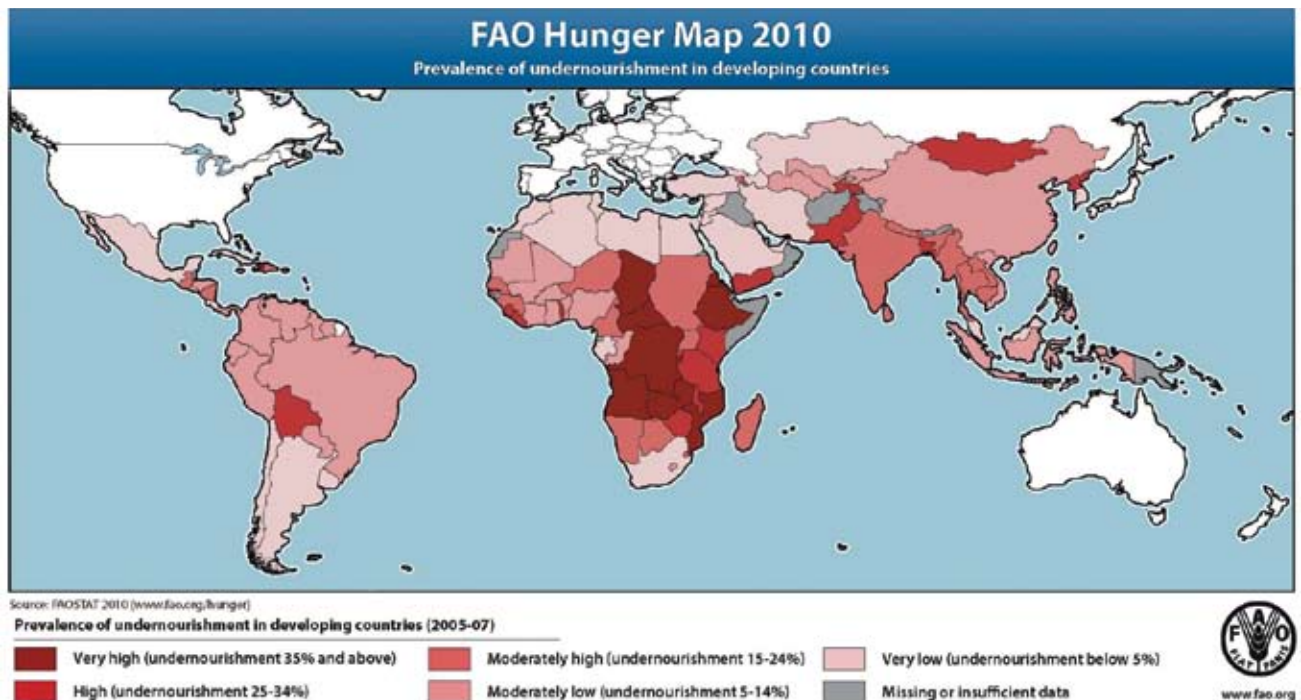 FAO Hunger Map 2010
Prevalence of undernourishment in developing countries
Source: FAOSTAT 2010 (www.fao.org/hunger)
Prevalence of undernourishment in developing countries (2005-07)
Very high (undernourishment 35% and above)
Moderately high (undernourishment 15-24%)
Very low (undernourishment below 5%)
High (undernourishment 25-34%)
Moderately low (undernourishment 5-14%)
Missing or insufficient data
F A O
FIAT PANIS
www.fao.org